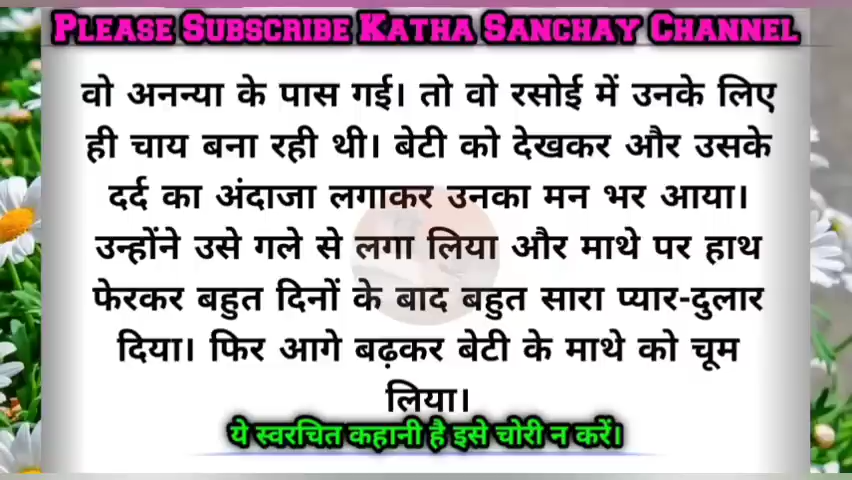 PLEASE SUBSCRIBE KATHA SANCHAY CHANNEL
वो अनन्या के पास गई। तो वो रसोई में उनके लिए
ही चाय बना रही थी। बेटी को देखकर और उसके
दर्द का अंदाजा लगाकर उनका मन भर आया।
उन्होंने उसे गले से लगा लिया और माथे पर हाथ
फेरकर बहुत दिनों के बाद बहुत सारा प्यार-दुलार
दिया। फिर आगे बढ़कर बेटी के माथे को चूम
लिया।
ये स्वरचित कहानी है इसे चोरी न करें।